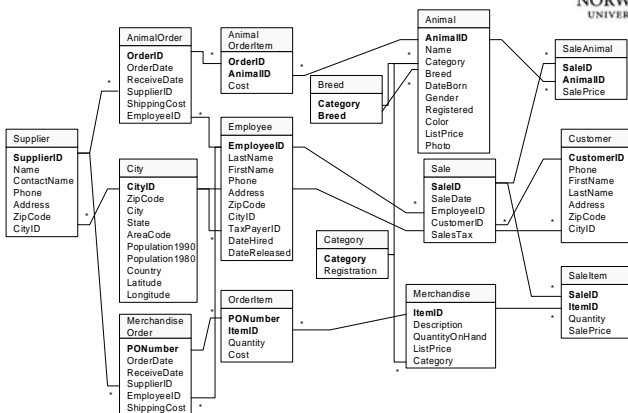 NORW
UNIVER
Animal
AnimalID
Name
Category
Breed
DateBorn
Gender
Registered
Color
ListPrice
Photo
AnimalOrder
OrderID
OrderDate
ReceiveDate
SupplierID
ShippingCost
EmployeeID
Animal
OrderItem
OrderID
AnimalID
Cost
SaleAnimal
SaleID
AnimalID
SalePrice
Breed
Category
Breed
Supplier
SupplierID
Name
ContactName
Phone
Address
ZipCode
CityID
Employee
EmployeeID
LastName
FirstName
Phone
Address
ZipCode
CityID
TaxPayerID
DateHired
DateReleased
Customer
CustomerID
Phone
FirstName
LastName
Address
ZipCode
CityID
City
CityID
ZipCode
City
State
AreaCode
Population1990
Population1980
Country
Latitude
Longitude
Sale
SaleID
SaleDate
EmployeeID
CustomerID
SalesTax
Category
Category
Registration
SaleItem
SaleID
ItemID
Quantity
SalePrice
Merchandise
ItemID
Description
QuantityOnHand
ListPrice
Category
OrderItem
PONumber
ItemID
Quantity
Cost
Merchandise
Order
PONumber
OrderDate
ReceiveDate
SupplierID
EmployeeID
ShippingCost